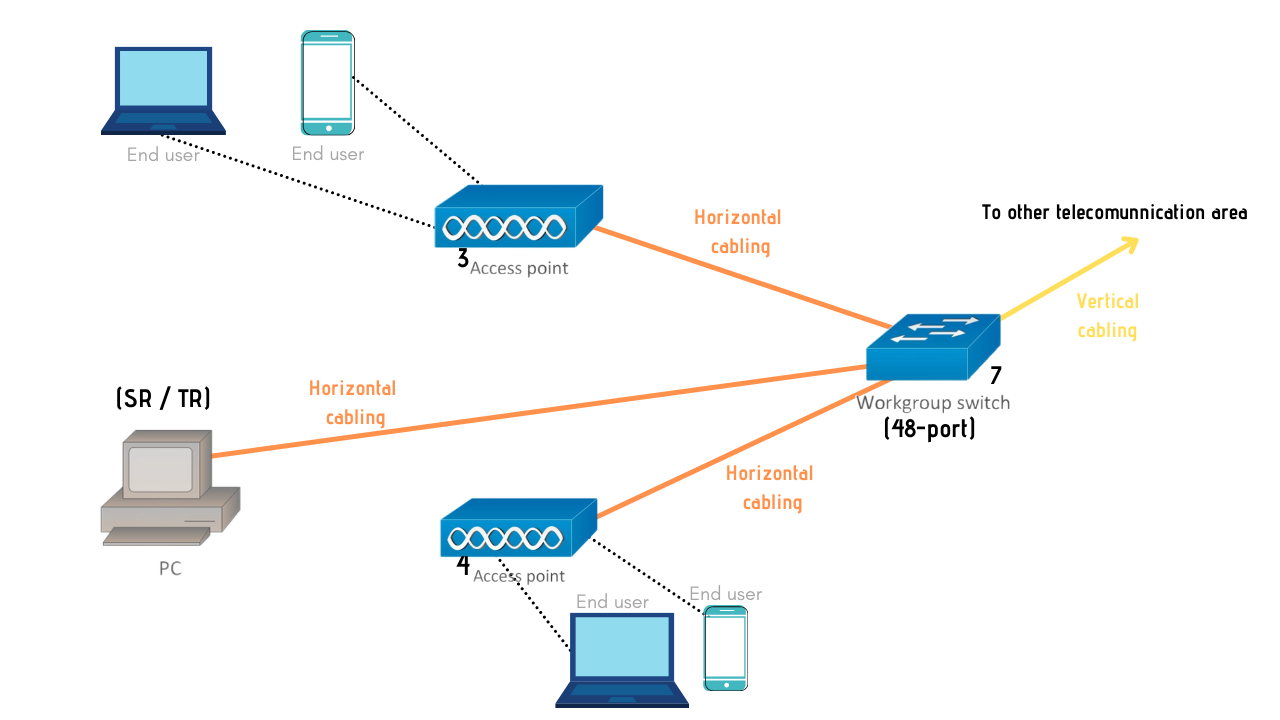 End user
End user
To other telecomunnication area
Horizontal
cabling
3
Access point
Vertical
cabling
7
Workgroup switch
(48-port)
(SR / TR)
Horizontal
cabling
PC
Horizontal
cabling
4
Access point
End user
End user